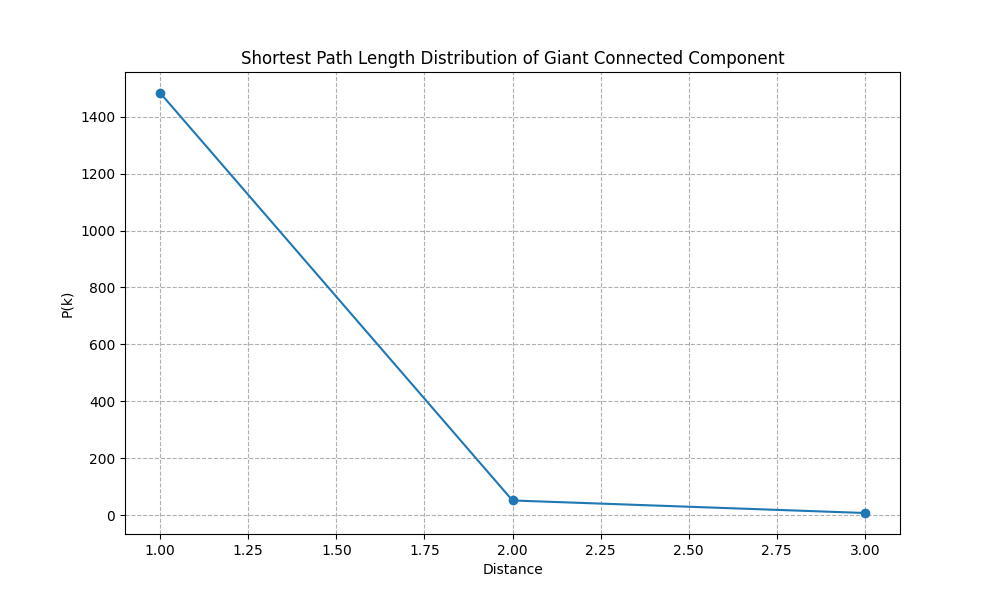 Shortest Path Length Distribution of Giant Connected Component
P(k)
1400
1200
1000
800
600
400
200
0
1.00 1.25 1.50 1.75 2.00 2.25 2.50 2.75 3.00
Distance